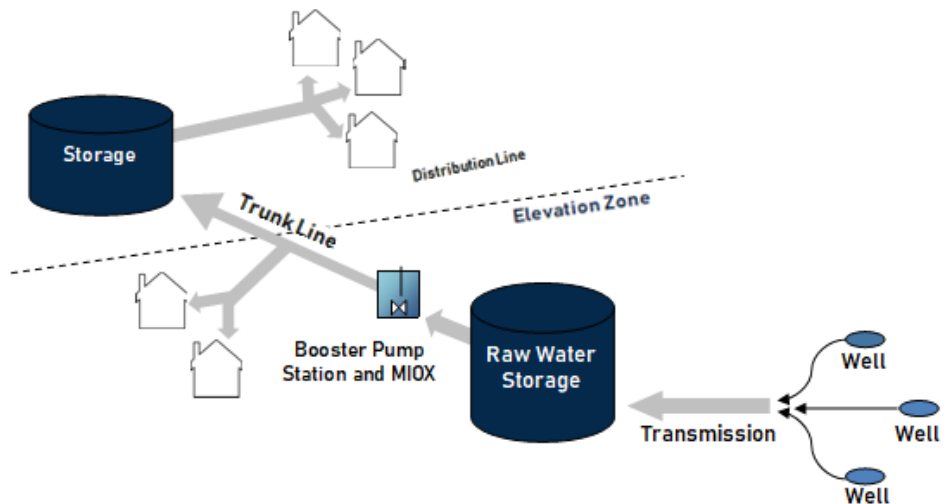 Storage
Distribution Line
Elevation Zone
Trunk Line
Booster Pump
Station and MIOX
Raw Water
Storage
Well
Transmission
Well
Well